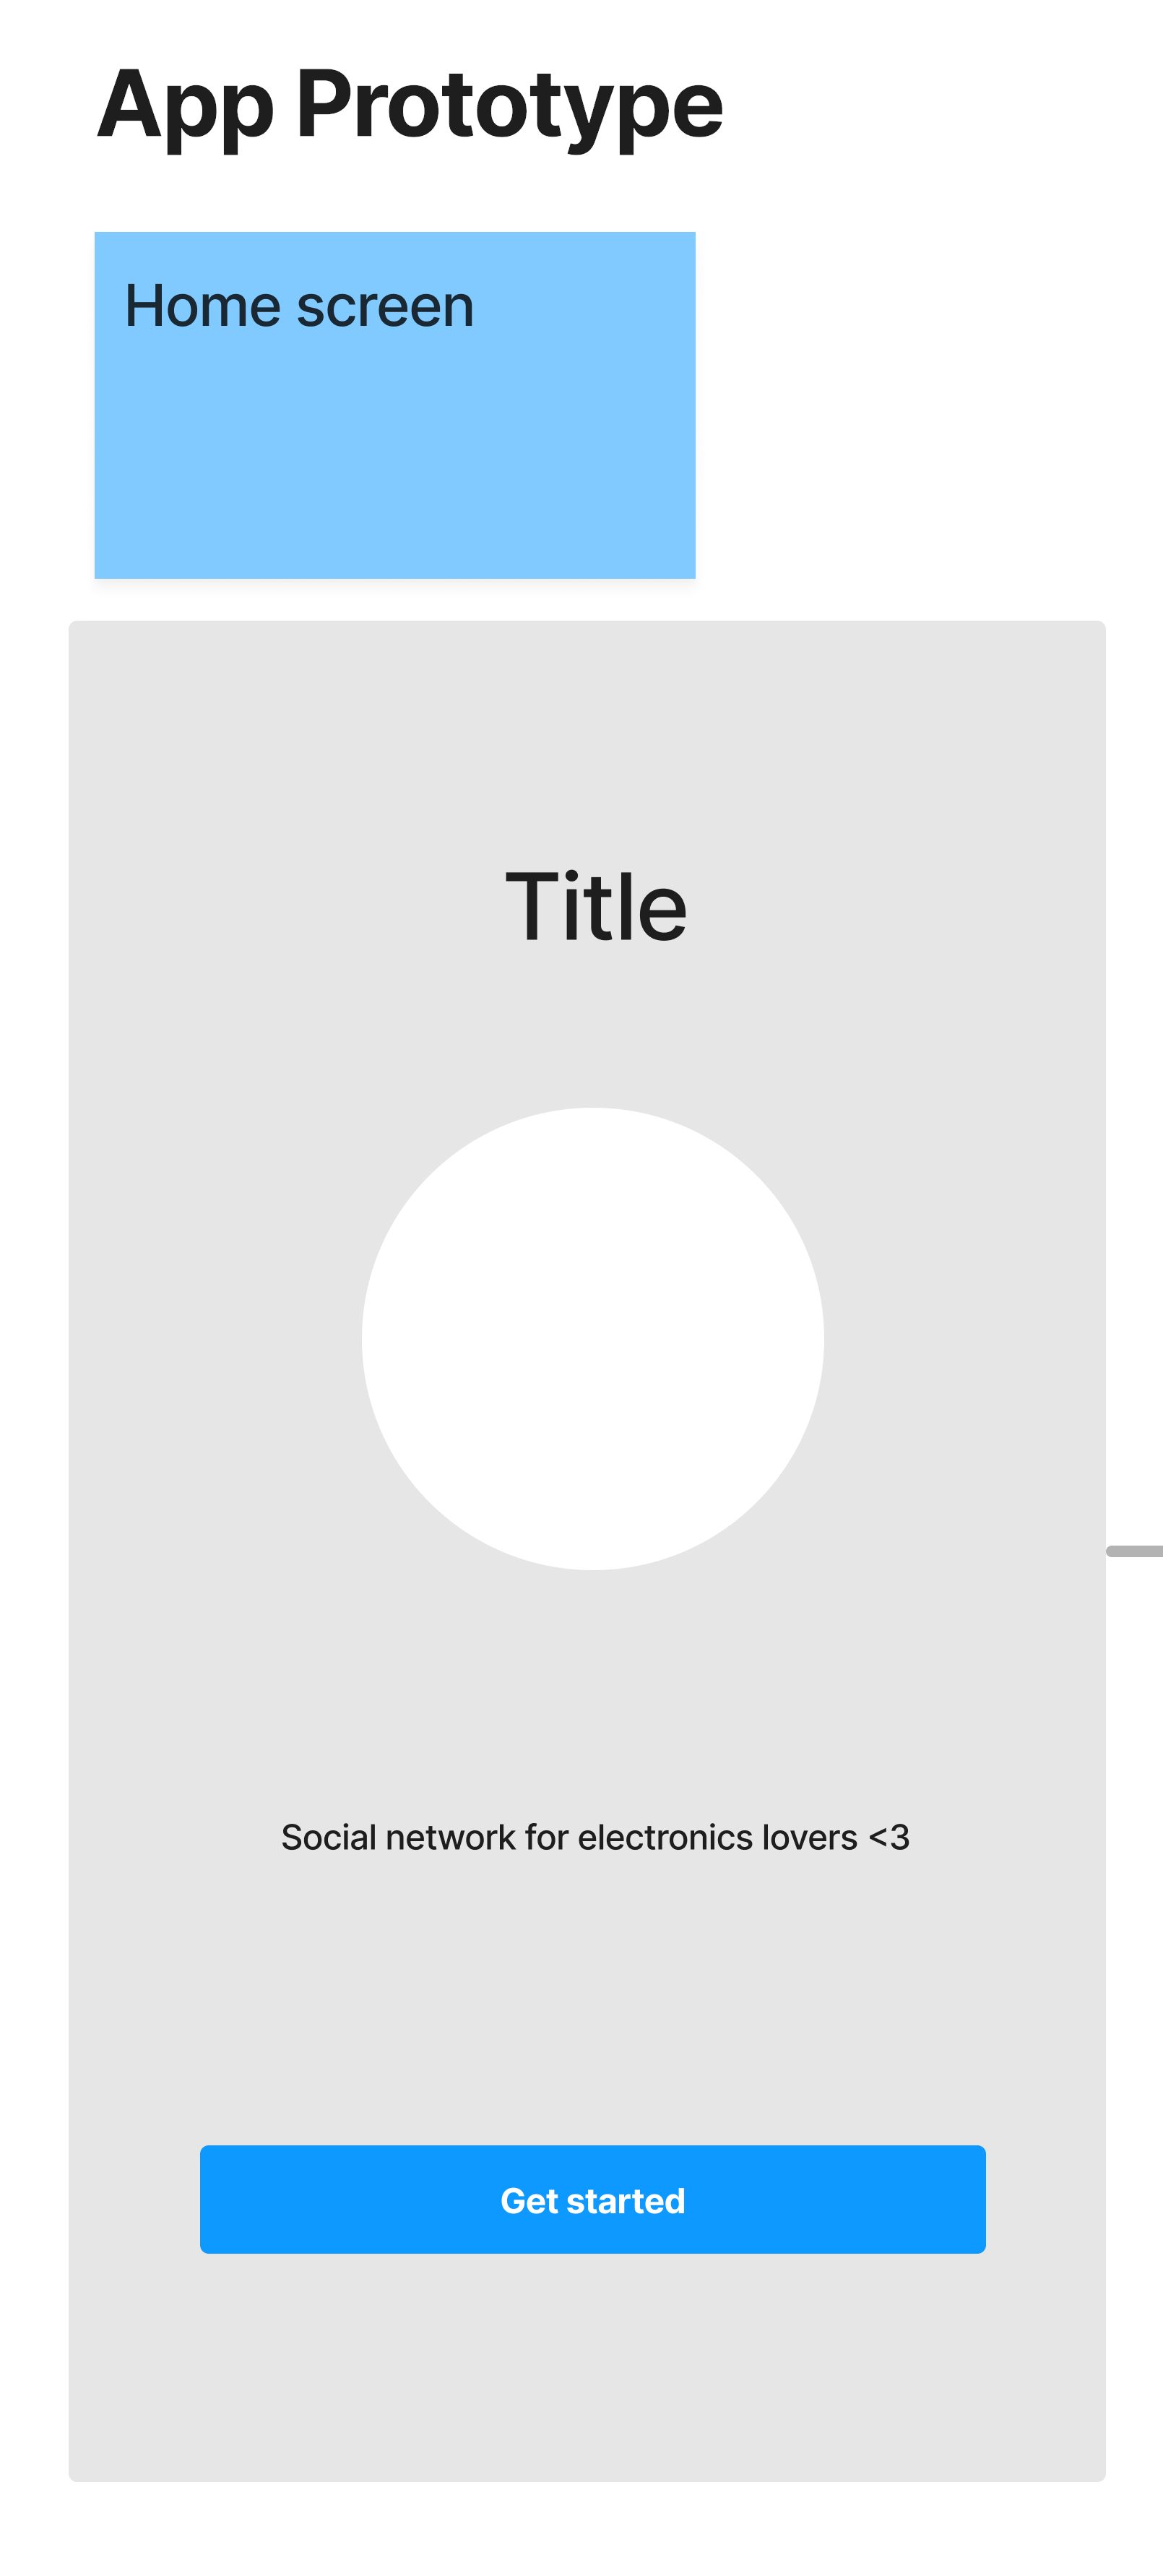 App Prototype
Home screen
Title
Social network for electronics lovers <3
Get started